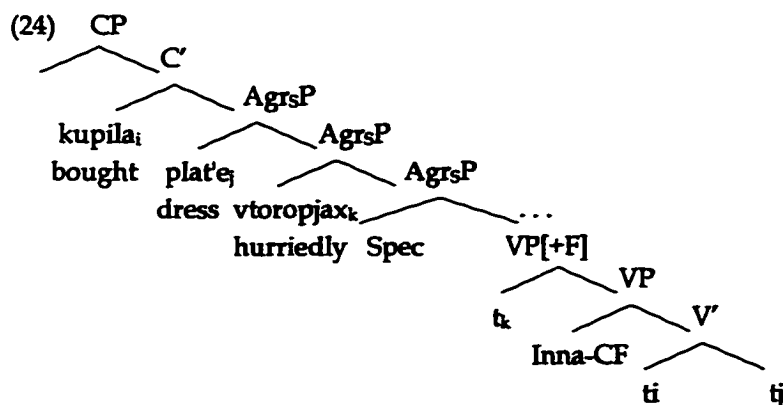 (24) CP
C′
AgrsP
kupilaᵢ AgrsP
bought plat'eⱼ AgrsP
dress vtoropjaxₖ ...
hurriedly Spec VP[+F]
VP
tₖ V′
Inna-CF
ti tj